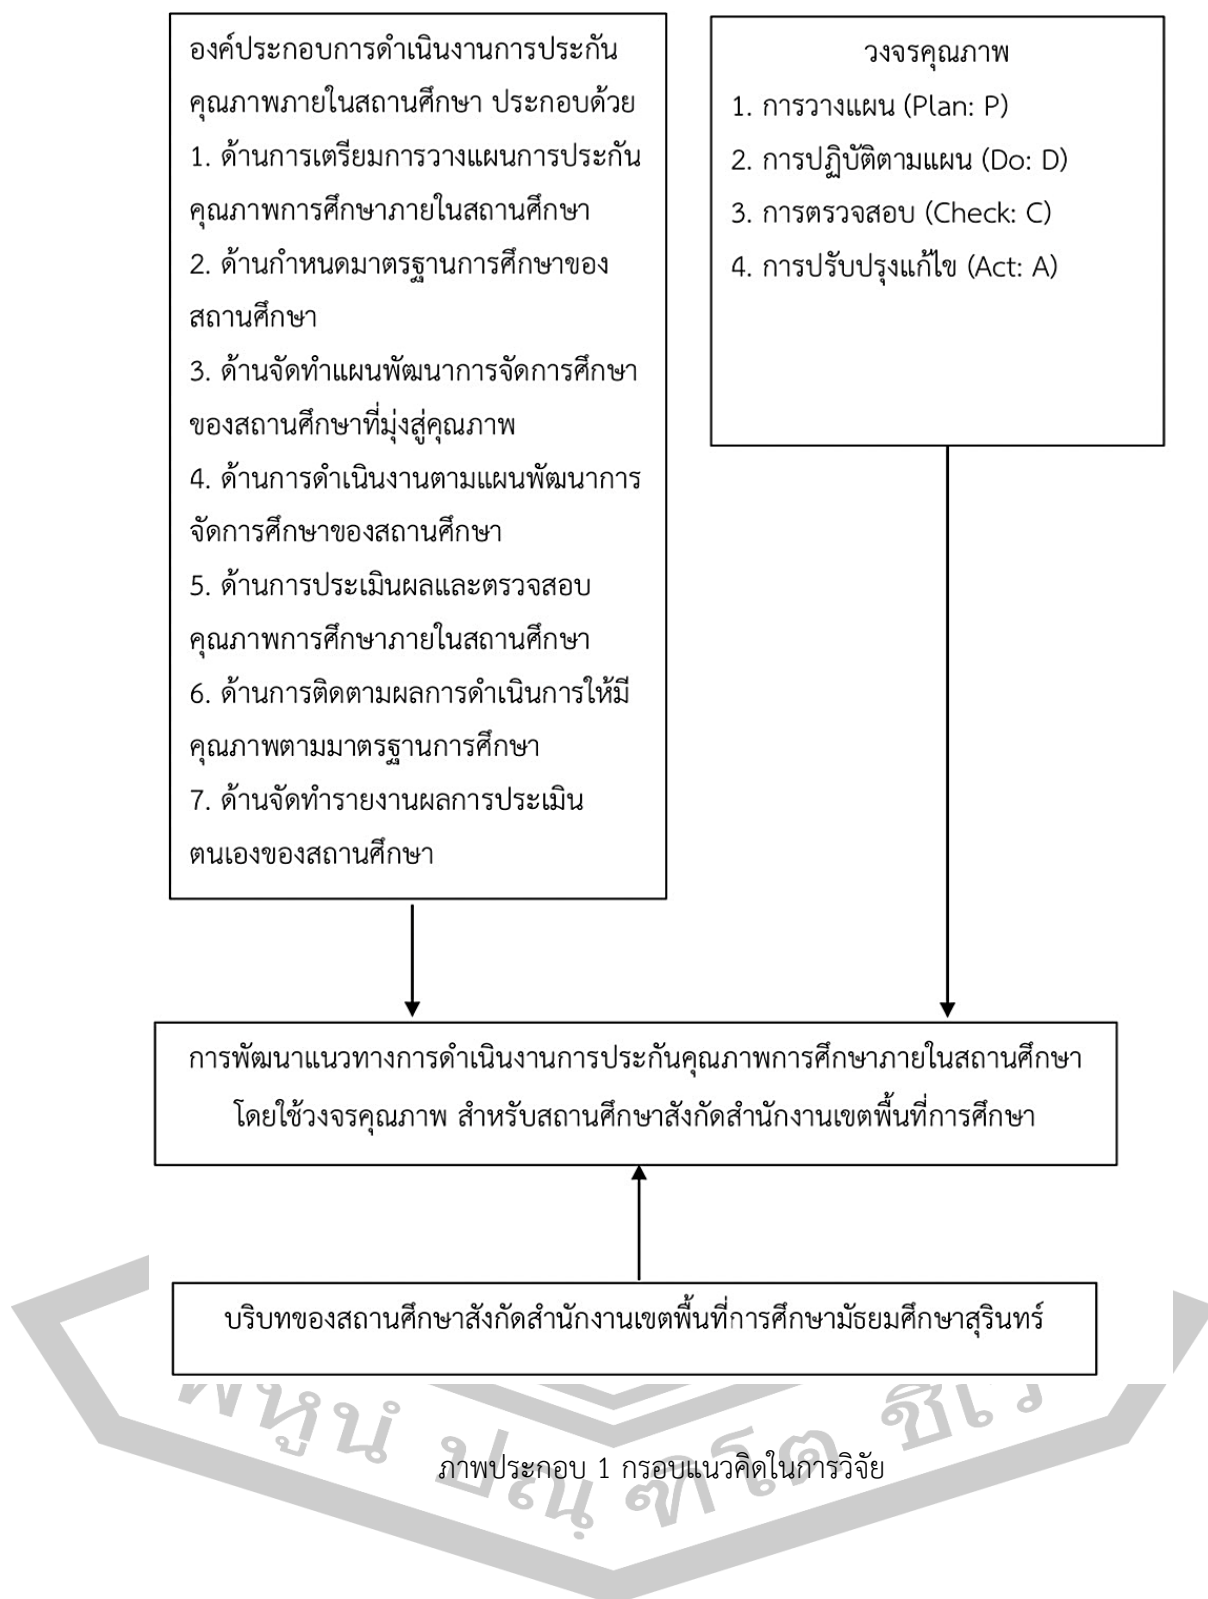 องค์ประกอบการดำเนินงานการประกัน
คุณภาพภายในสถานศึกษา ประกอบด้วย
1. ด้านการเตรียมการวางแผนการประกัน
คุณภาพการศึกษาภายในสถานศึกษา
2. ด้านกำหนดมาตรฐานการศึกษาของ
สถานศึกษา
3. ด้านจัดทำแผนพัฒนาการจัดการศึกษา
ของสถานศึกษาที่มุ่งสู่คุณภาพ
4. ด้านการดำเนินงานตามแผนพัฒนาการ
จัดการศึกษาของสถานศึกษา
5. ด้านการประเมินผลและตรวจสอบ
คุณภาพการศึกษาภายในสถานศึกษา
6. ด้านการติดตามผลการดำเนินการให้มี
คุณภาพตามมาตรฐานการศึกษา
7. ด้านจัดทำรายงานผลการประเมิน
ตนเองของสถานศึกษา
วงจรคุณภาพ
1. การวางแผน (Plan: P)
2. การปฏิบัติตามแผน (Do: D)
3. การตรวจสอบ (Check: C)
4. การปรับปรุงแก้ไข (Act: A)
การพัฒนาแนวทางการดำเนินงานการประกันคุณภาพการศึกษาภายในสถานศึกษา
โดยใช้วงจรคุณภาพ สำหรับสถานศึกษาสังกัดสำนักงานเขตพื้นที่การศึกษา
บริบทของสถานศึกษาสังกัดสำนักงานเขตพื้นที่การศึกษามัธยมศึกษาสุรินทร์
พหูนํ ปณฺฑิโต ชีเว
ภาพประกอบ 1 กรอบแนวคิดในการวิจัย